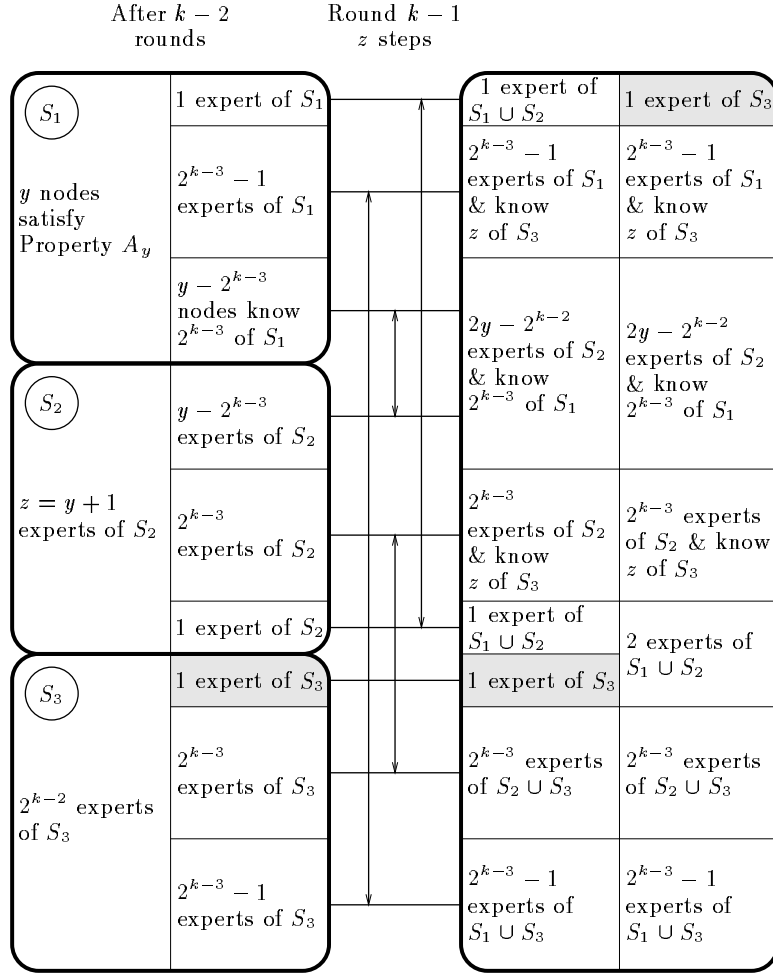 After k − 2
rounds
Round k − 1
z steps
S₁
y nodes
satisfy
Property A_y
1 expert of S₁
2^{k−3} − 1
experts of S₁
y − 2^{k−3}
nodes know
2^{k−3} of S₁
S₂
z = y + 1
experts of S₂
y − 2^{k−3}
experts of S₂
2^{k−3}
experts of S₂
1 expert of S₂
S₃
2^{k−2} experts
of S₃
1 expert of S₃
2^{k−3}
experts of S₃
2^{k−3} − 1
experts of S₃
1 expert of
S₁ ∪ S₂
2^{k−3} − 1
experts of S₁
& know
z of S₃
2y − 2^{k−2}
experts of S₂
& know
2^{k−3} of S₁
2^{k−3}
experts of S₂
& know
z of S₃
1 expert of
S₁ ∪ S₂
1 expert of S₃
2^{k−3} experts
of S₂ ∪ S₃
2^{k−3} − 1
experts of
S₁ ∪ S₃
1 expert of S₃
2^{k−3} − 1
experts of S₁
& know
z of S₃
2y − 2^{k−2}
experts of S₂
& know
2^{k−3} of S₁
2^{k−3} experts
of S₂ & know
z of S₃
2 experts of
S₁ ∪ S₂
2^{k−3} experts
of S₂ ∪ S₃
2^{k−3} − 1
experts of
S₁ ∪ S₃